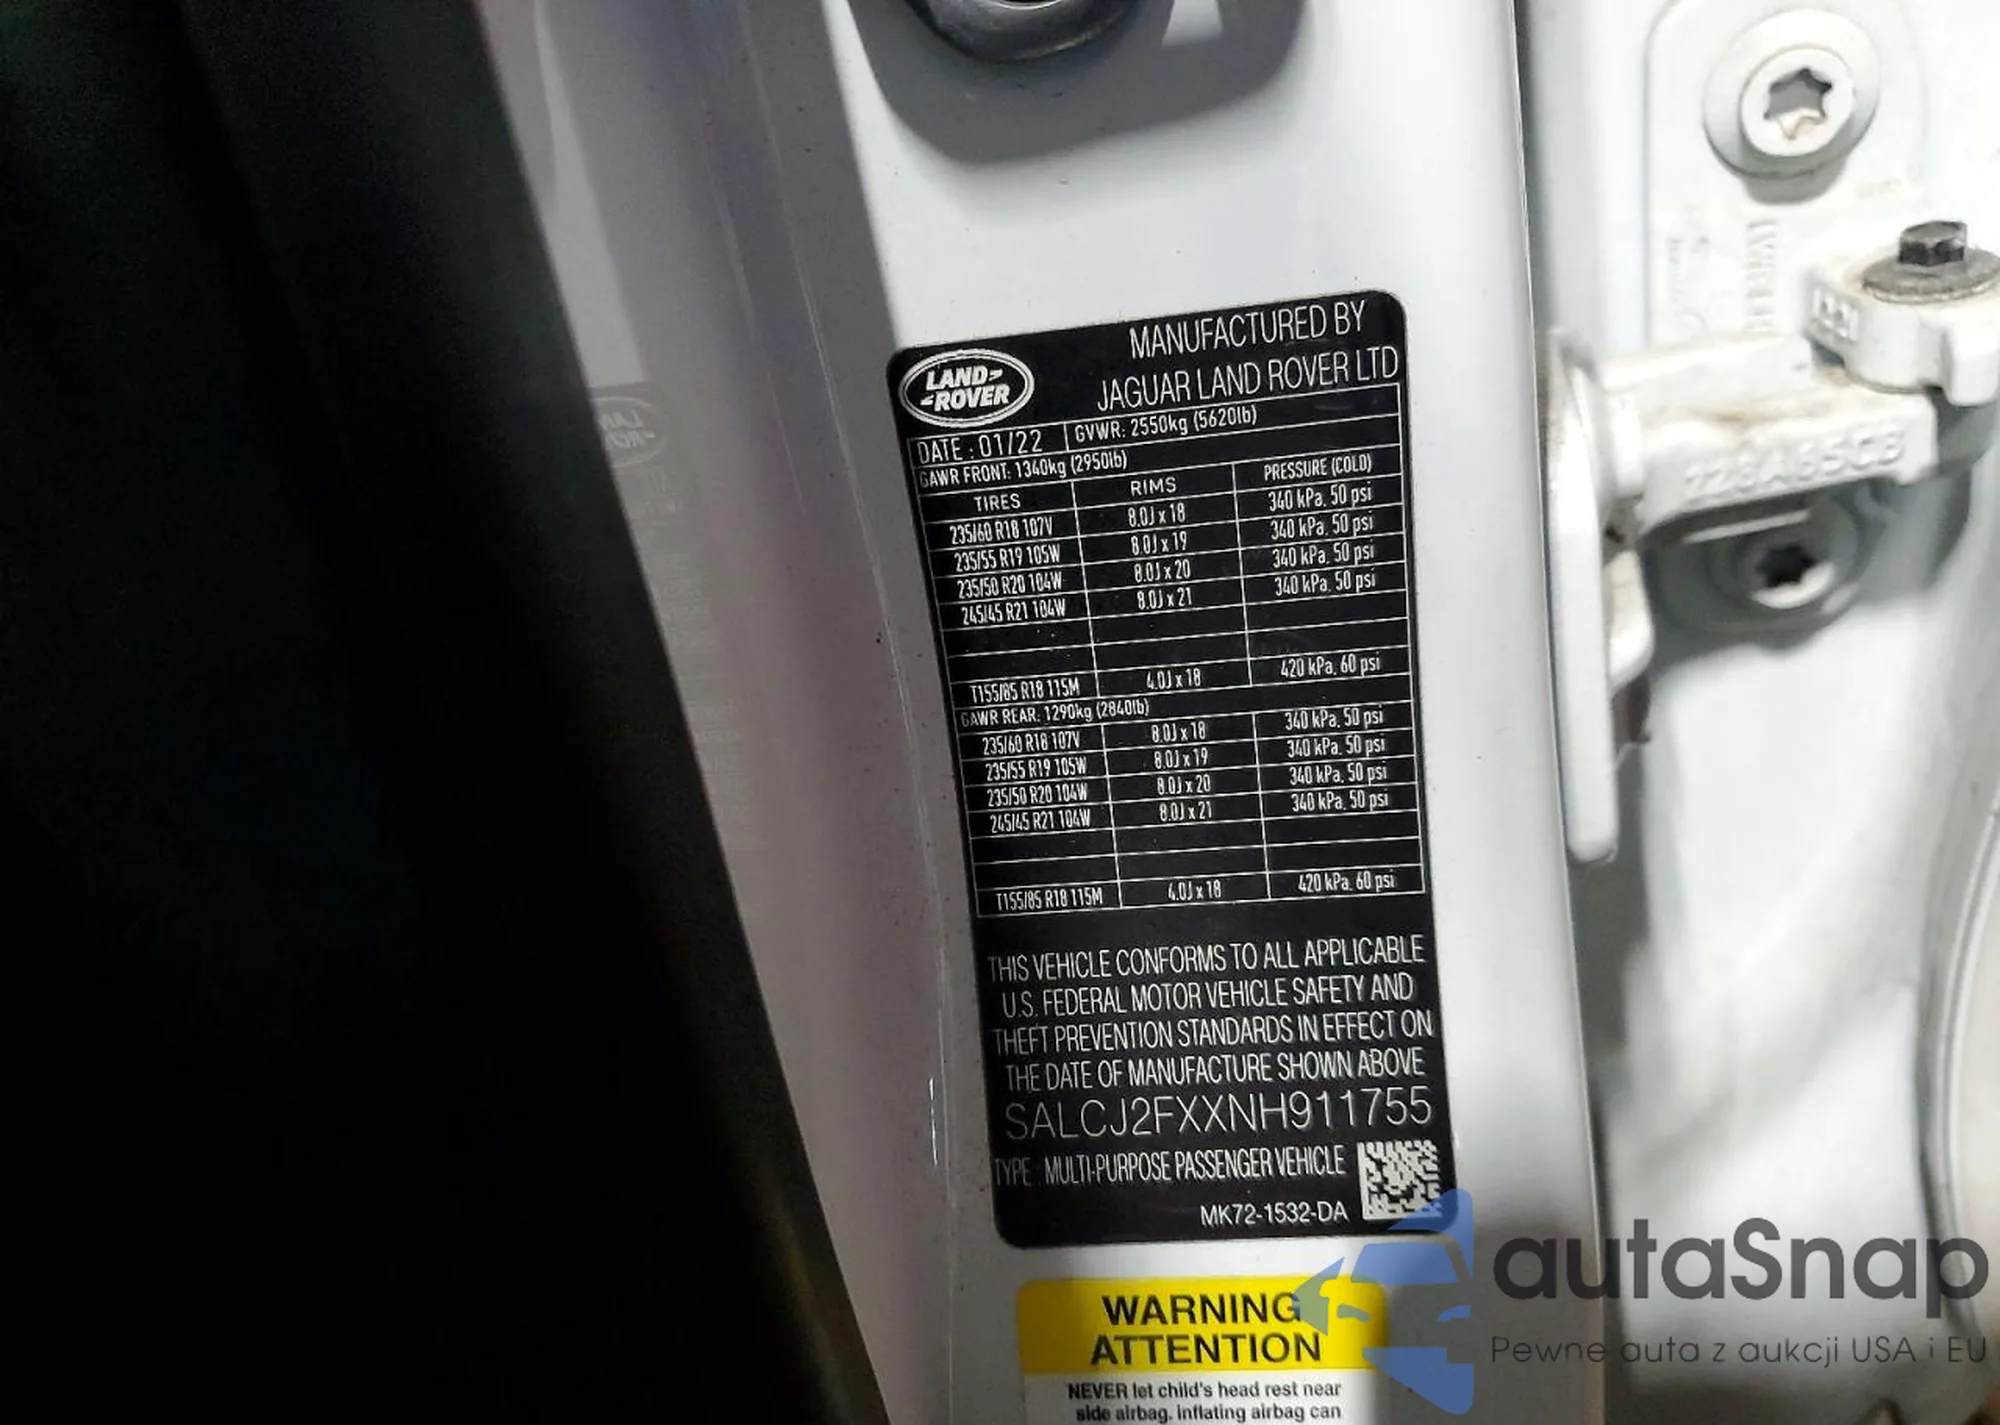 MANUFACTURED BY
JAGUAR LAND ROVER LTD
LAND-
-ROVER
DATE : 01/22 GVWR: 2550kg (5620lb)
GAWR FRONT: 1340kg (2950lb)
TIRES RIMS PRESSURE (COLD)
235/60 R18 107V 8.0J x 18 340 kPa, 50 psi
235/55 R19 105W 8.0J x 19 340 kPa, 50 psi
235/50 R20 104W 8.0J x 20 340 kPa, 50 psi
245/45 R21 104W 8.0J x 21 340 kPa, 50 psi
T155/85 R18 115M 4.0J x 18 420 kPa, 60 psi
GAWR REAR: 1290kg (2840lb)
235/60 R18 107V 8.0J x 18 340 kPa, 50 psi
235/55 R19 105W 8.0J x 19 340 kPa, 50 psi
235/50 R20 104W 8.0J x 20 340 kPa, 50 psi
245/45 R21 104W 8.0J x 21 340 kPa, 50 psi
T155/85 R18 115M 4.0J x 18 420 kPa, 60 psi
THIS VEHICLE CONFORMS TO ALL APPLICABLE
U.S. FEDERAL MOTOR VEHICLE SAFETY AND
THEFT PREVENTION STANDARDS IN EFFECT ON
THE DATE OF MANUFACTURE SHOWN ABOVE
SALCJ2FXXNH911755
TYPE : MULTI-PURPOSE PASSENGER VEHICLE
MK72-1532-DA
WARNING
ATTENTION
NEVER let child's head rest near
side airbag. Inflating airbag can
autaSnap
Pewne auta z aukcji USA i EU